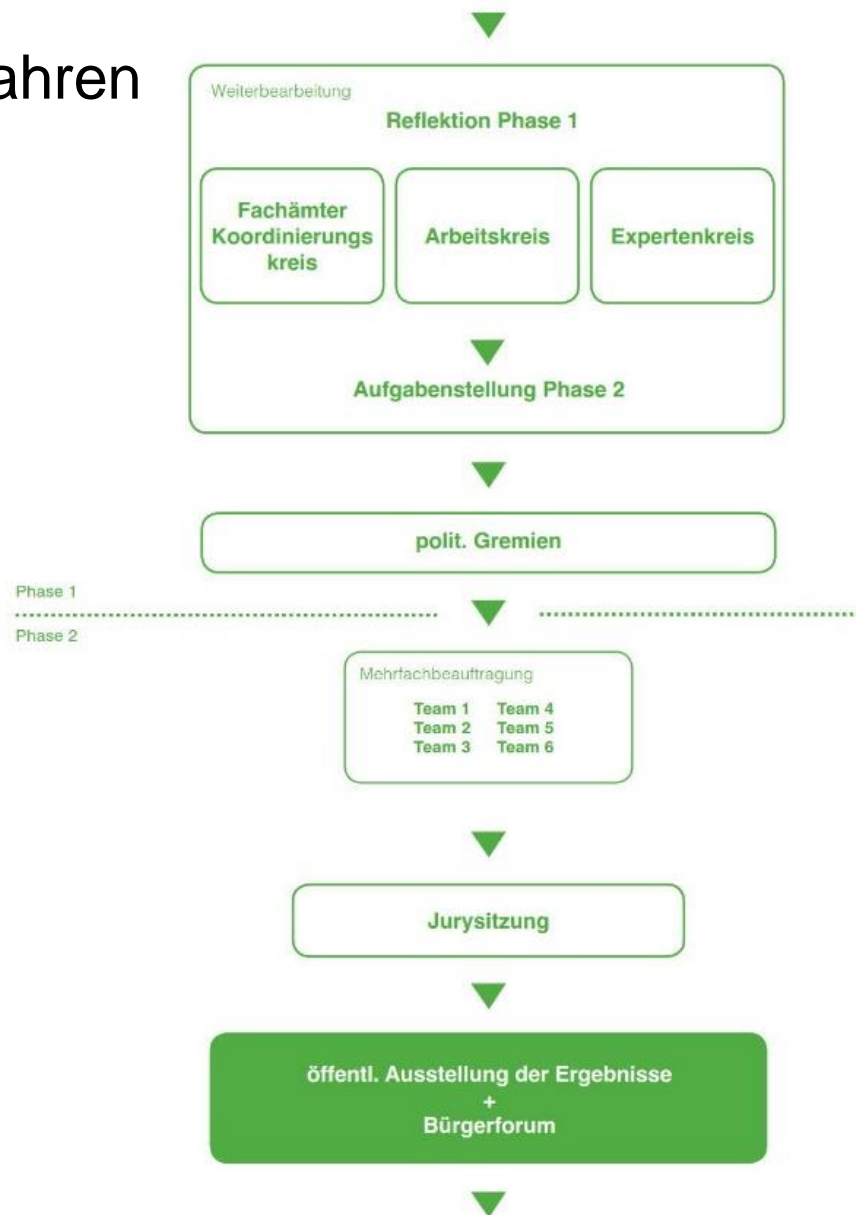 ahren
Weiterbearbeitung
Reflektion Phase 1
Fachämter
Koordinierungs
kreis
Arbeitskreis
Expertenkreis
Aufgabenstellung Phase 2
polit. Gremien
Phase 1
Phase 2
Mehrfachbeauftragung
Team 1 Team 4
Team 2 Team 5
Team 3 Team 6
Jurysitzung
öffentl. Ausstellung der Ergebnisse
+
Bürgerforum